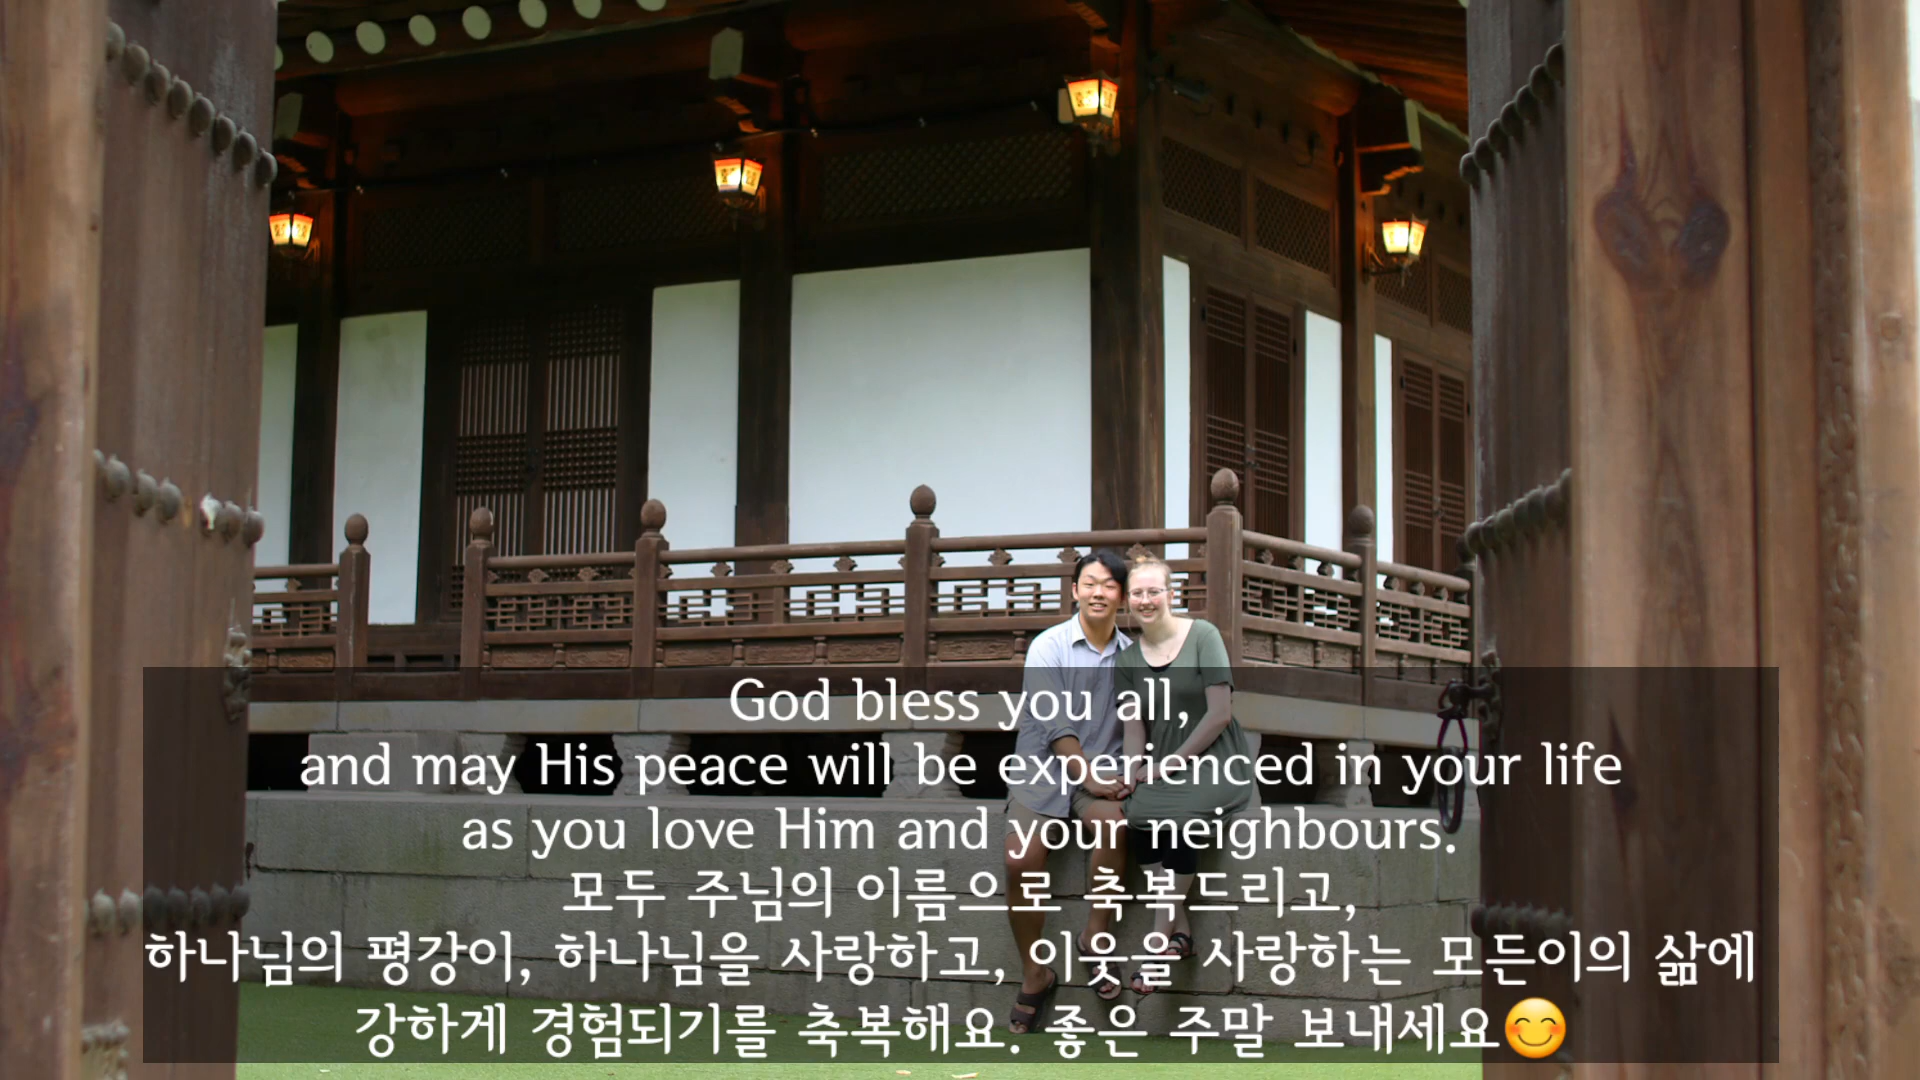 God bless you all,
and may His peace will be experienced in your life
as you love Him and your neighbours.
모두 주님의 이름으로 축복드리고,
하나님의 평강이, 하나님을 사랑하고, 이웃을 사랑하는 모든이의 삶에
강하게 경험되기를 축복해요. 좋은 주말 보내세요😊